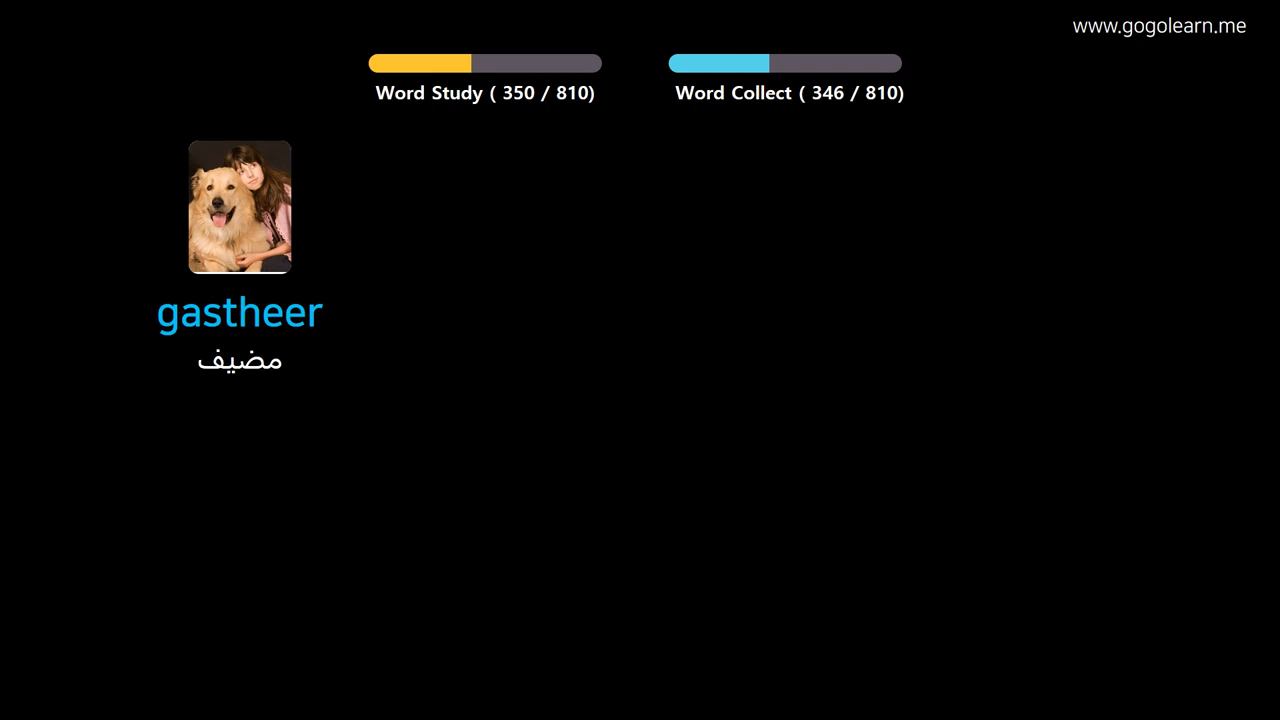 www.gogolearn.me
Word Study ( 350 / 810)
Word Collect ( 346 / 810)
gastheer
مضيف